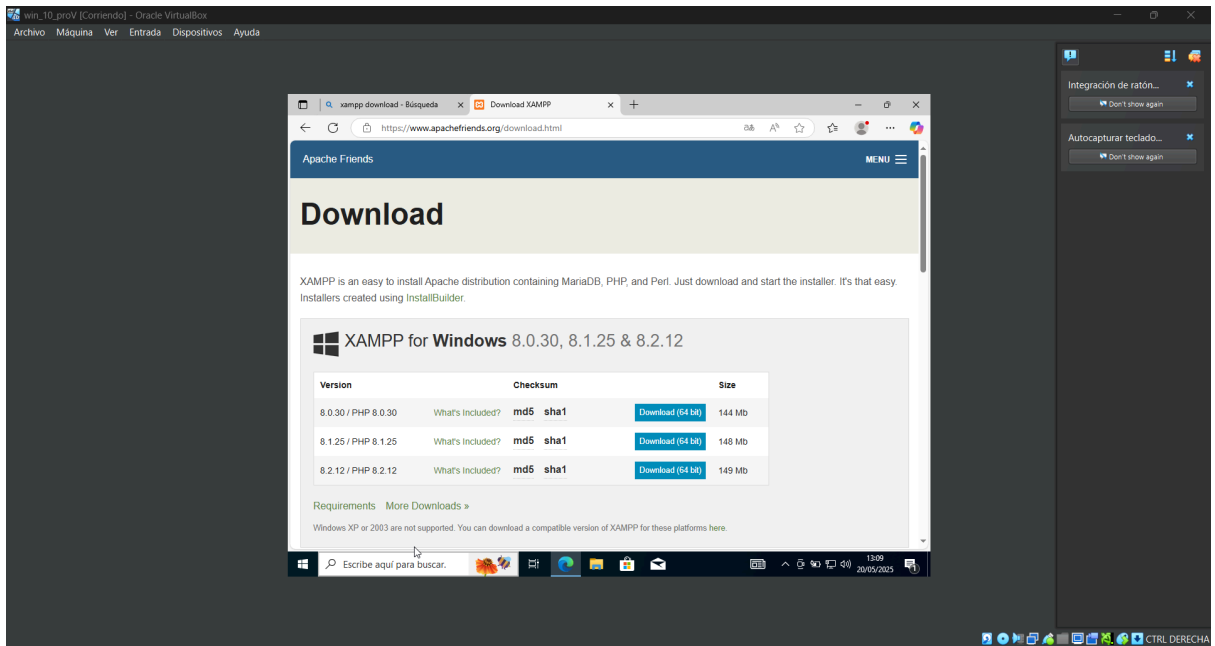 win_10_proV [Corriendo] - Oracle VirtualBox
Archivo Máquina Ver Entrada Dispositivos Ayuda
Integración de ratón...
Don't show again
Autocapturar teclado...
Don't show again
xampp download - Búsqueda
Download XAMPP
https://www.apachefriends.org/download.html
Apache Friends
MENU
Download
XAMPP is an easy to install Apache distribution containing MariaDB, PHP, and Perl. Just download and start the installer. It's that easy.
Installers created using InstallBuilder.
XAMPP for Windows 8.0.30, 8.1.25 & 8.2.12
Version Checksum Size
8.0.30 / PHP 8.0.30 What's Included? md5 sha1 Download (64 bit) 144 Mb
8.1.25 / PHP 8.1.25 What's Included? md5 sha1 Download (64 bit) 148 Mb
8.2.12 / PHP 8.2.12 What's Included? md5 sha1 Download (64 bit) 149 Mb
Requirements More Downloads »
Windows XP or 2003 are not supported. You can download a compatible version of XAMPP for these platforms here.
Escribe aquí para buscar.
13:09
20/05/2025
CTRL DERECHA